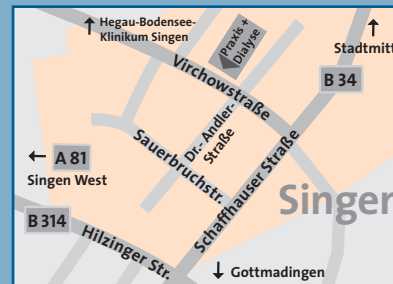 Hegau-Bodensee-
Klinikum Singen
Praxis +
Dialyse
Stadtmitt
Virchowstraße
B 34
Dr.- Andler-
Straße
Sauerbruchstr.
A 81
Singen West
Schaffhauser Straße
Singen
B 314
Hilzinger Str.
Gottmadingen